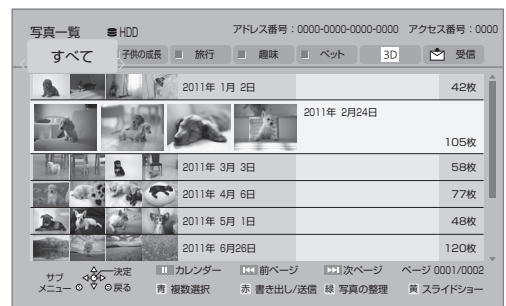 写真一覧 HDD アドレス番号：0000-0000-0000-0000 アクセス番号：0000
すべて 子供の成長 旅行 趣味 ペット 3D 受信
2011年 1月 2日 42枚
2011年 2月24日
105枚
2011年 3月 3日 58枚
2011年 4月 6日 77枚
2011年 5月 1日 48枚
2011年 6月26日 120枚
サブメニュー 決定 戻る カレンダー 前ページ 次ページ ページ 0001/0002
青 複数選択 赤 書き出し/送信 緑 写真の整理 黄 スライドショー